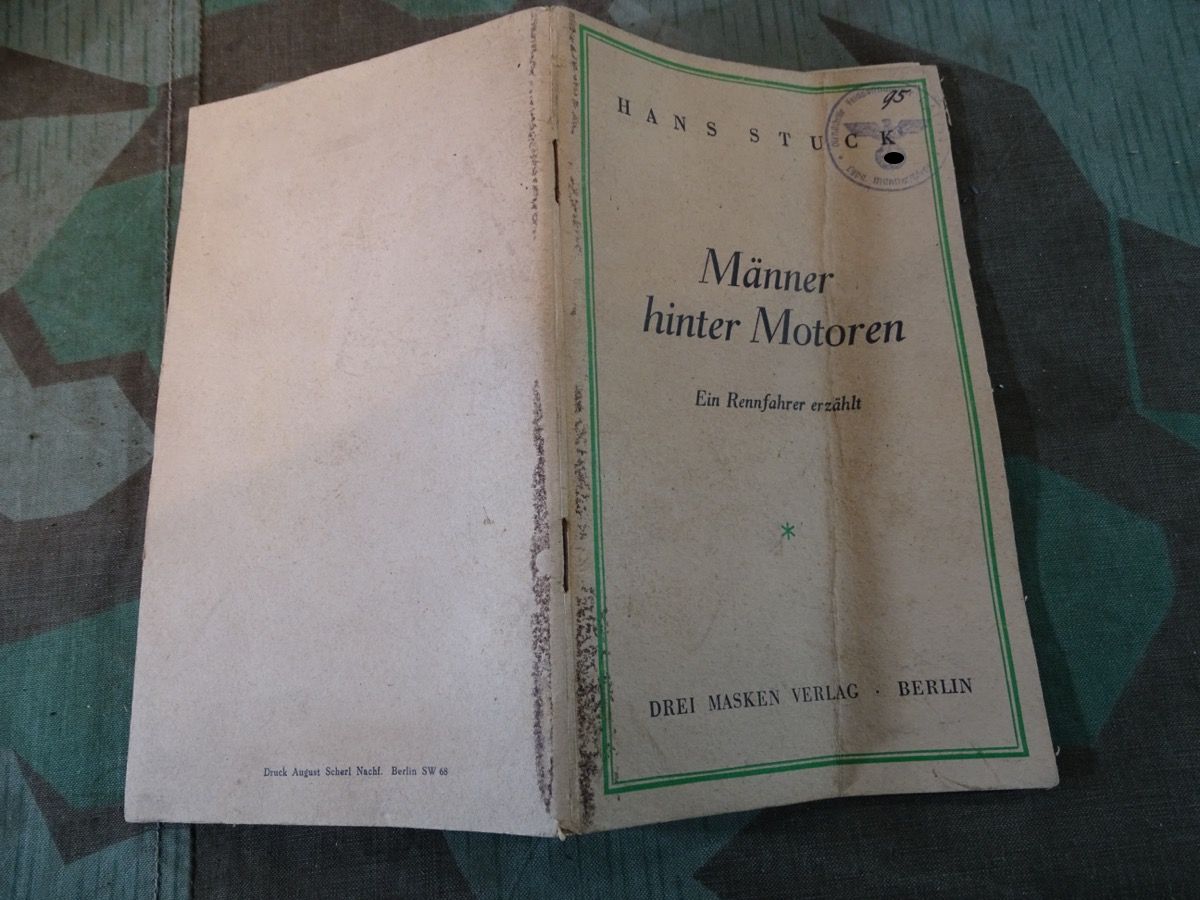 HANS STUCK
95
Männer
hinter Motoren
Ein Rennfahrer erzählt
*
DREI MASKEN VERLAG · BERLIN
Druck August Scherl Nachf. Berlin SW 68